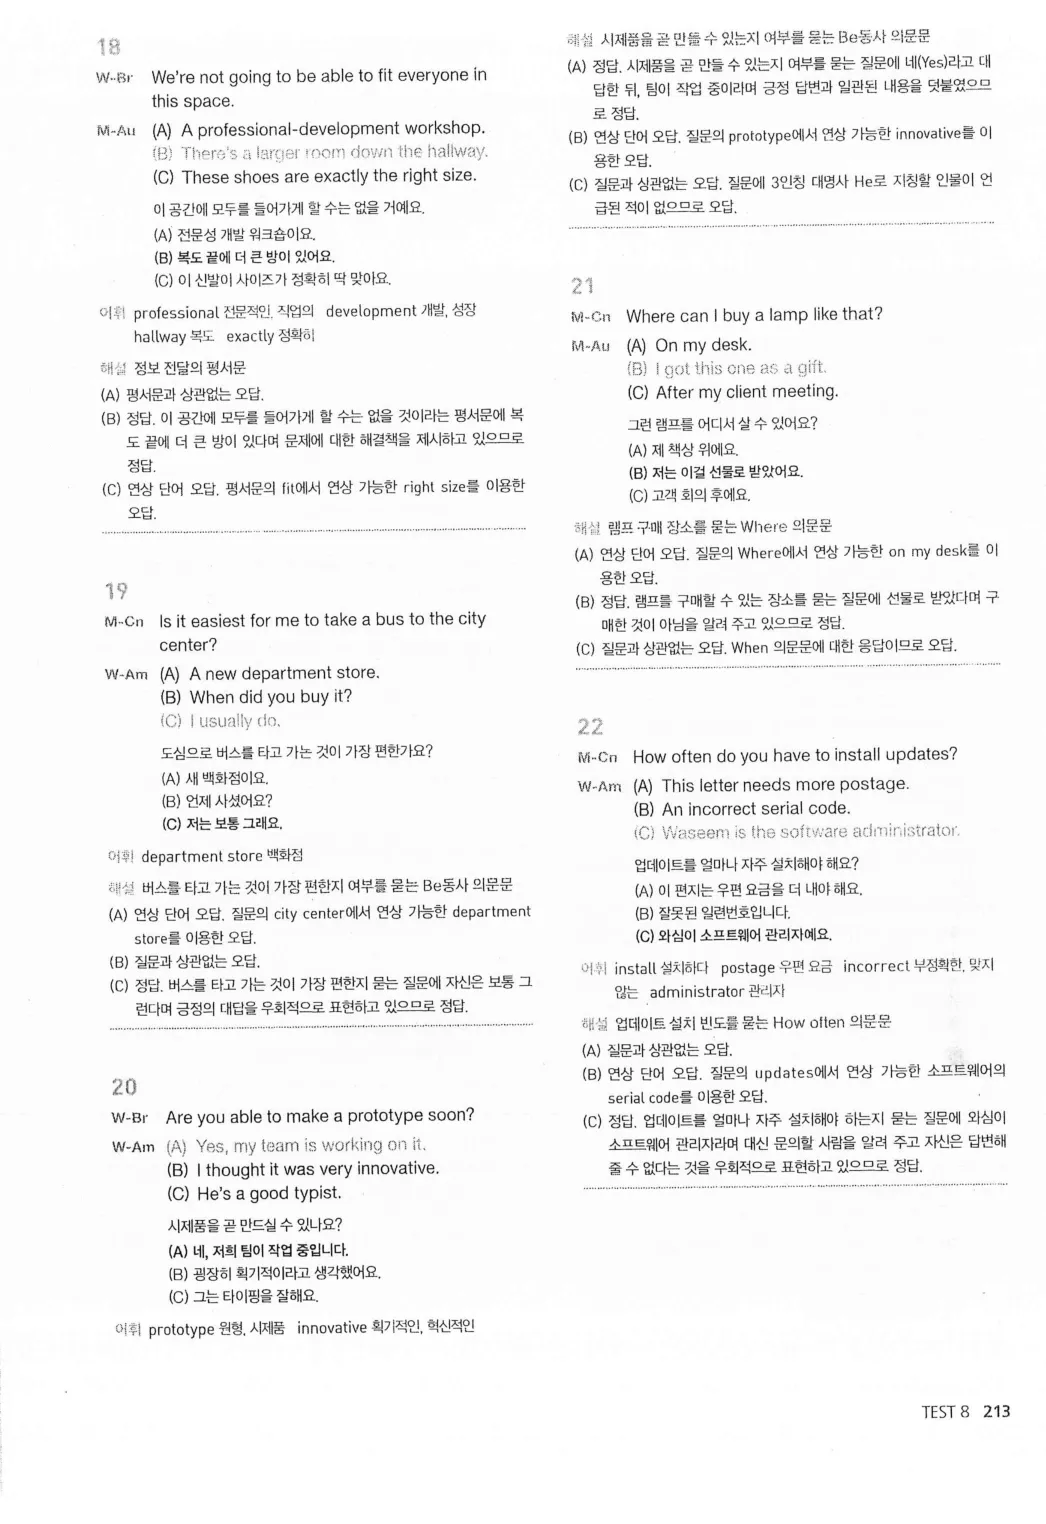 18
W-Br We're not going to be able to fit everyone in
this space.
M-Au (A) A professional-development workshop.
(B) There's a larger room down the hallway.
(C) These shoes are exactly the right size.
이 공간에 모두를 들어가게 할 수는 없을 거예요.
(A) 전문성 개발 워크숍이요.
(B) 복도 끝에 더 큰 방이 있어요.
(C) 이 신발이 사이즈가 정확히 딱 맞아요.
어휘 professional 전문적인, 직업의 development 개발, 성장
hallway 복도 exactly 정확히
해설 정보 전달의 평서문
(A) 평서문과 상관없는 오답.
(B) 정답. 이 공간에 모두를 들어가게 할 수는 없을 것이라는 평서문에 복
도 끝에 더 큰 방이 있다며 문제에 대한 해결책을 제시하고 있으므로
정답.
(C) 연상 단어 오답. 평서문의 fit에서 연상 가능한 right size를 이용한
오답.
19
M-Cn Is it easiest for me to take a bus to the city
center?
W-Am (A) A new department store.
(B) When did you buy it?
(C) I usually do.
도심으로 버스를 타고 가는 것이 가장 편한가요?
(A) 새 백화점이요.
(B) 언제 사셨어요?
(C) 저는 보통 그래요.
어휘 department store 백화점
해설 버스를 타고 가는 것이 가장 편한지 여부를 묻는 Be동사 의문문
(A) 연상 단어 오답. 질문의 city center에서 연상 가능한 department
store를 이용한 오답.
(B) 질문과 상관없는 오답.
(C) 정답. 버스를 타고 가는 것이 가장 편한지 묻는 질문에 자신은 보통 그
런다며 긍정의 대답을 우회적으로 표현하고 있으므로 정답.
20
W-Br Are you able to make a prototype soon?
W-Am (A) Yes, my team is working on it.
(B) I thought it was very innovative.
(C) He's a good typist.
시제품을 곧 만드실 수 있나요?
(A) 네, 저희 팀이 작업 중입니다.
(B) 굉장히 획기적이라고 생각했어요.
(C) 그는 타이핑을 잘해요.
어휘 prototype 원형, 시제품 innovative 획기적인, 혁신적인
해설 시제품을 곧 만들 수 있는지 여부를 묻는 Be동사 의문문
(A) 정답. 시제품을 곧 만들 수 있는지 여부를 묻는 질문에 네(Yes)라고 대
답한 뒤, 팀이 작업 중이라며 긍정 답변과 일관된 내용을 덧붙였으므
로 정답.
(B) 연상 단어 오답. 질문의 prototype에서 연상 가능한 innovative를 이
용한 오답.
(C) 질문과 상관없는 오답. 질문에 3인칭 대명사 He로 지칭할 인물이 언
급된 적이 없으므로 오답.
21
M-Cn Where can I buy a lamp like that?
M-Au (A) On my desk.
(B) I got this one as a gift.
(C) After my client meeting.
그런 램프를 어디서 살 수 있어요?
(A) 제 책상 위에요.
(B) 저는 이걸 선물로 받았어요.
(C) 고객 회의 후에요.
해설 램프 구매 장소를 묻는 Where 의문문
(A) 연상 단어 오답. 질문의 Where에서 연상 가능한 on my desk를 이
용한 오답.
(B) 정답. 램프를 구매할 수 있는 장소를 묻는 질문에 선물로 받았다며 구
매한 것이 아님을 알려 주고 있으므로 정답.
(C) 질문과 상관없는 오답. When 의문문에 대한 응답이므로 오답.
22
M-Cn How often do you have to install updates?
W-Am (A) This letter needs more postage.
(B) An incorrect serial code.
(C) Waseem is the software administrator.
업데이트를 얼마나 자주 설치해야 해요?
(A) 이 편지는 우편 요금을 더 내야 해요.
(B) 잘못된 일련번호입니다.
(C) 와심이 소프트웨어 관리자예요.
어휘 install 설치하다 postage 우편 요금 incorrect 부정확한, 맞지
않는 administrator 관리자
해설 업데이트 설치 빈도를 묻는 How often 의문문
(A) 질문과 상관없는 오답.
(B) 연상 단어 오답. 질문의 updates에서 연상 가능한 소프트웨어의
serial code를 이용한 오답.
(C) 정답. 업데이트를 얼마나 자주 설치해야 하는지 묻는 질문에 와심이
소프트웨어 관리자라며 대신 문의할 사람을 알려 주고 자신은 답변해
줄 수 없다는 것을 우회적으로 표현하고 있으므로 정답.
TEST 8 213